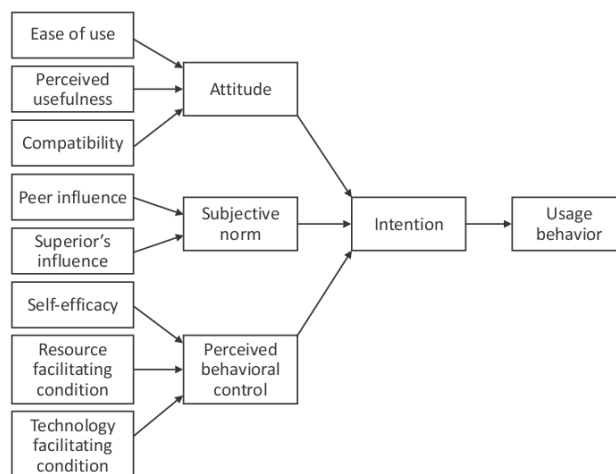 Ease of use
Perceived
usefulness
Compatibility
Peer influence
Superior's
influence
Self-efficacy
Resource
facilitating
condition
Technology
facilitating
condition
Attitude
Subjective
norm
Perceived
behavioral
control
Intention
Usage
behavior